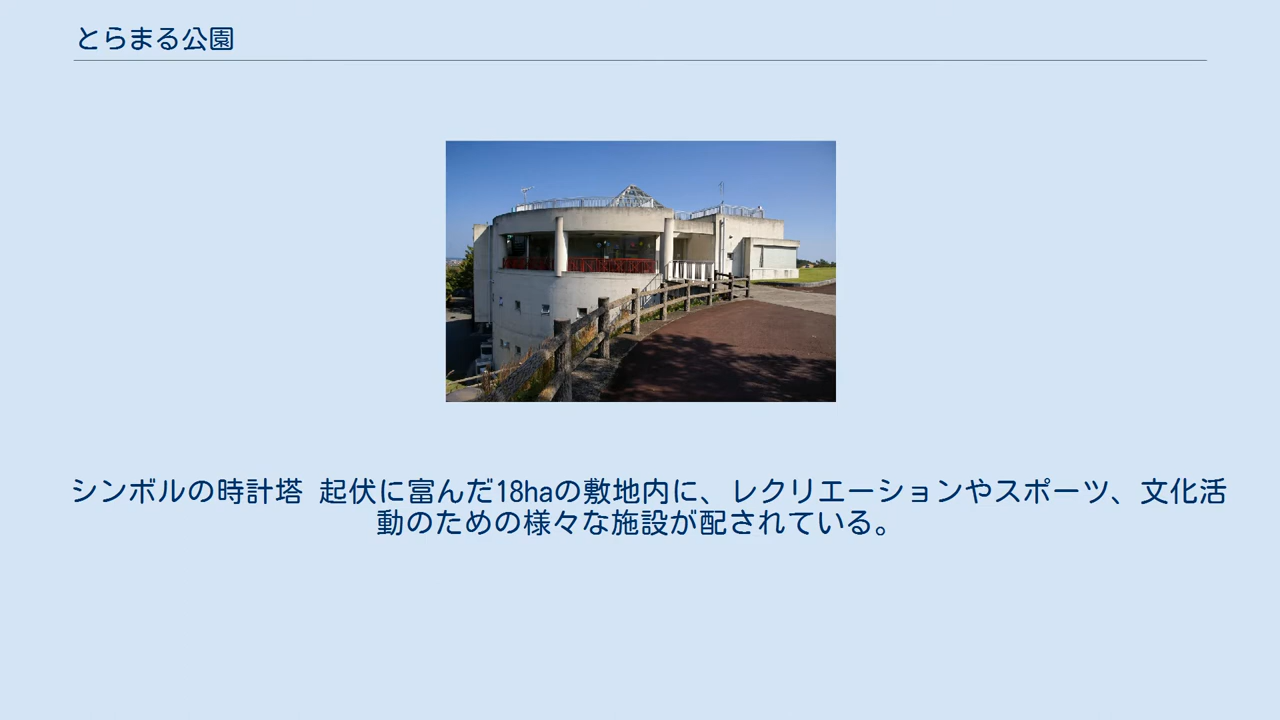 とらまる公園
シンボルの時計塔 起伏に富んだ18haの敷地内に、レクリエーションやスポーツ、文化活
動のための様々な施設が配されている。